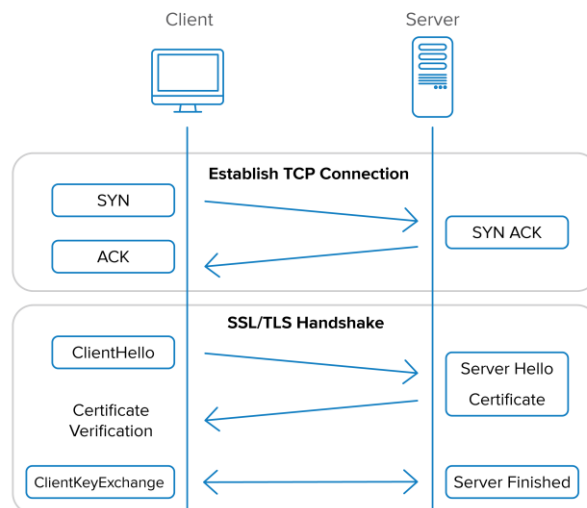 Client
Server
Establish TCP Connection
SYN
SYN ACK
ACK
SSL/TLS Handshake
ClientHello
Server Hello
Certificate
Certificate
Verification
ClientKeyExchange
Server Finished